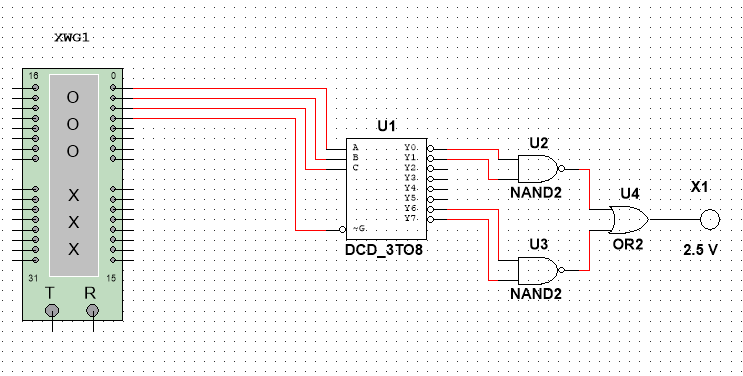 XWG1
16 0
O
O
O
X
X
X
31 15
T R
U1
A
B
C
~G
Y0
Y1
Y2
Y3
Y4
Y5
Y6
Y7
DCD_3TO8
U2
NAND2
U3
NAND2
U4
OR2
X1
2.5 V